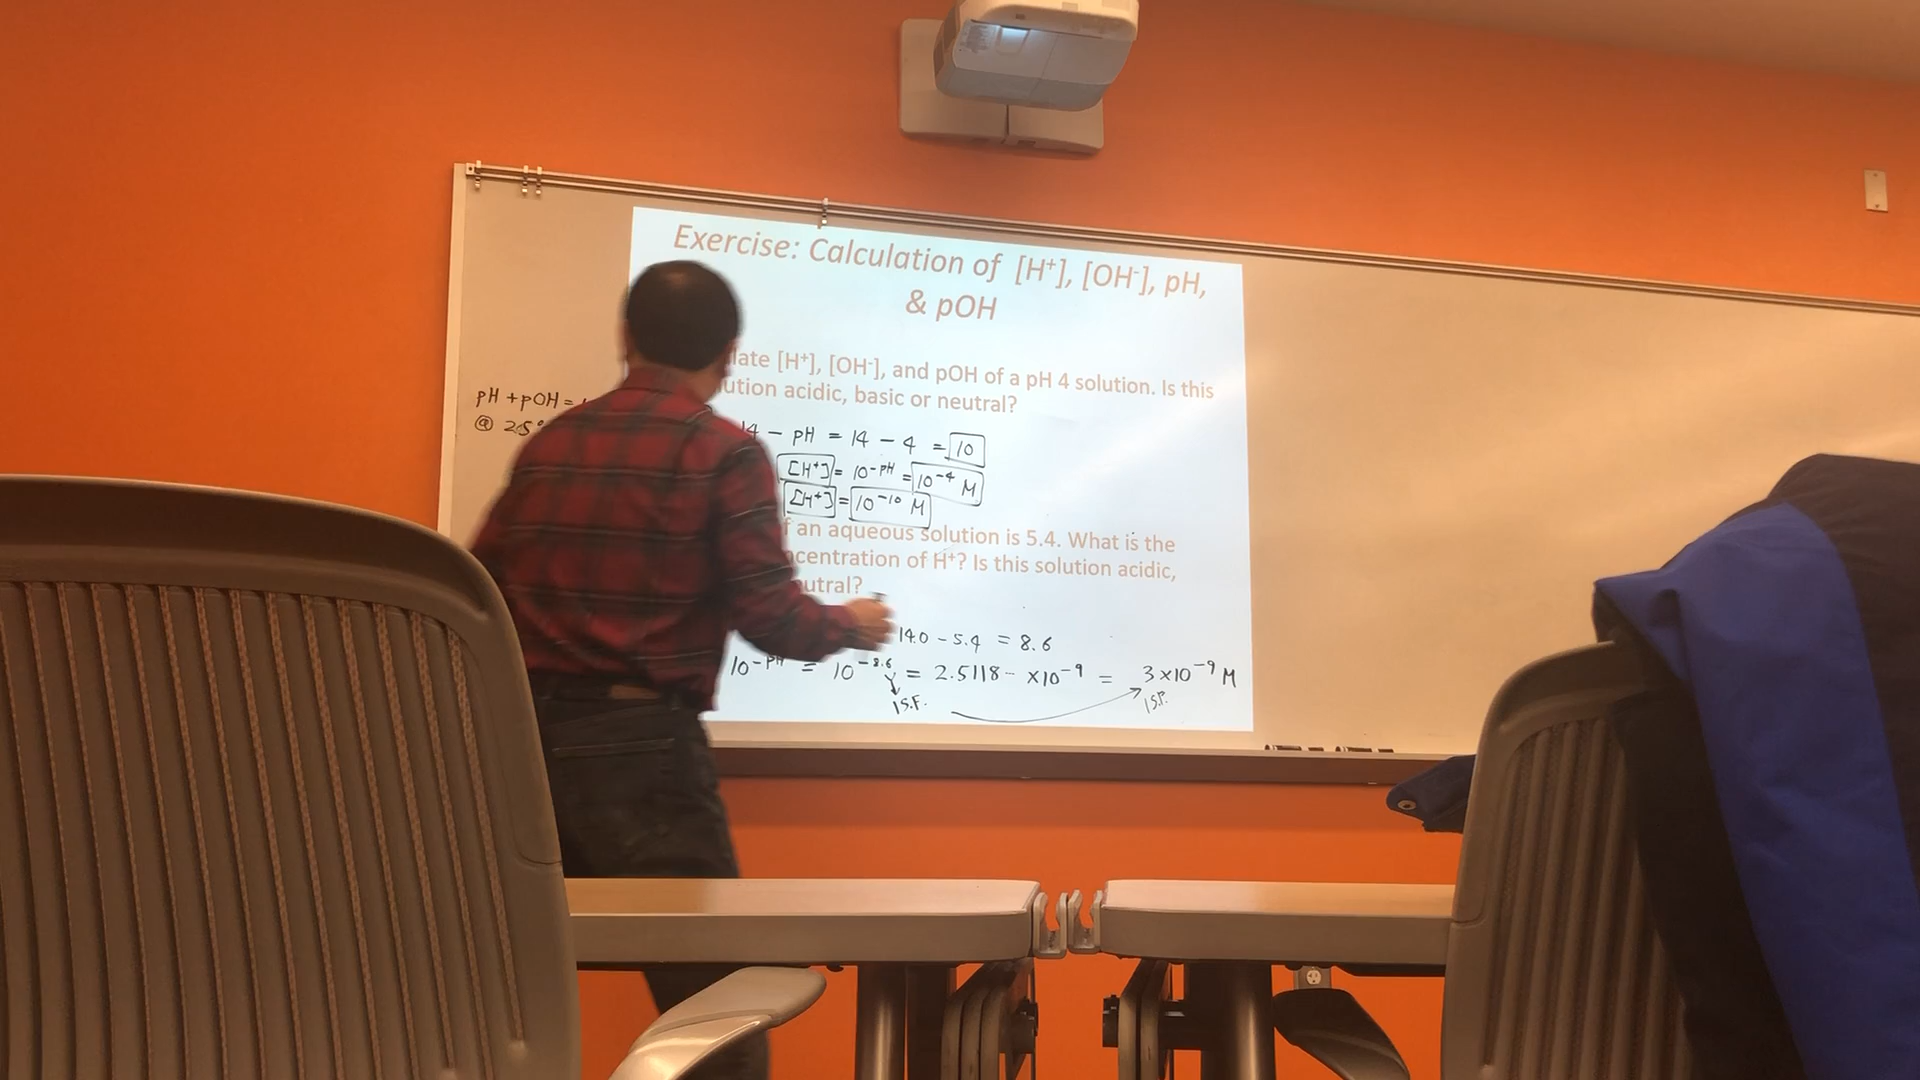 Exercise: Calculation of [H⁺], [OH⁻], pH,
& pOH
late [H⁺], [OH⁻], and pOH of a pH 4 solution. Is this
ution acidic, basic or neutral?
pH + pOH =
@ 25°
14 - pH = 14 - 4 = 10
[H⁺] = 10⁻ᵖᴴ = 10⁻⁴ M
[H⁺] = 10⁻¹⁰ M
f an aqueous solution is 5.4. What is the
centration of H⁺? Is this solution acidic,
utral?
14.0 - 5.4 = 8.6
10⁻ᵖᴴ = 10⁻⁸·⁶ = 2.5118-- ×10⁻⁹ = 3×10⁻⁹ M
1 S.F. 1 S.F.